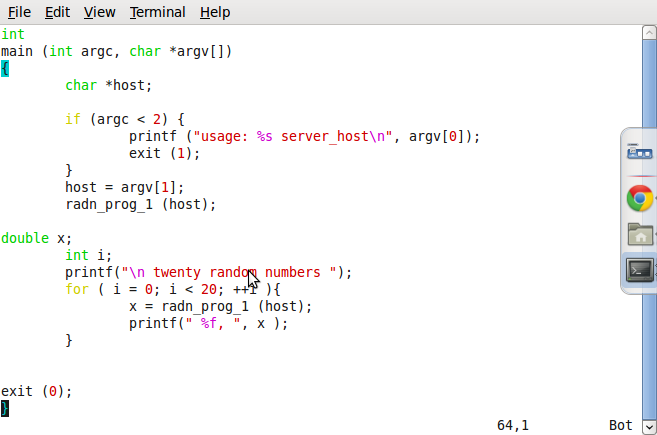 File Edit View Terminal Help
int
main (int argc, char *argv[])
{
        char *host;

        if (argc < 2) {
                printf ("usage: %s server_host\n", argv[0]);
                exit (1);
        }
        host = argv[1];
        radn_prog_1 (host);

double x;
        int i;
        printf("\n twenty random numbers ");
        for ( i = 0; i < 20; ++i ){
                x = radn_prog_1 (host);
                printf(" %f, ", x );
        }


exit (0);
}
64,1 Bot